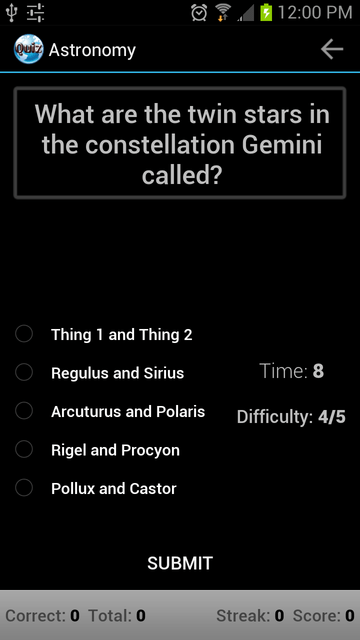 12:00 PM
Quiz Astronomy
What are the twin stars in
the constellation Gemini
called?
Thing 1 and Thing 2
Regulus and Sirius
Time: 8
Arcuturus and Polaris
Difficulty: 4/5
Rigel and Procyon
Pollux and Castor
SUBMIT
Correct: 0 Total: 0 Streak: 0 Score: 0